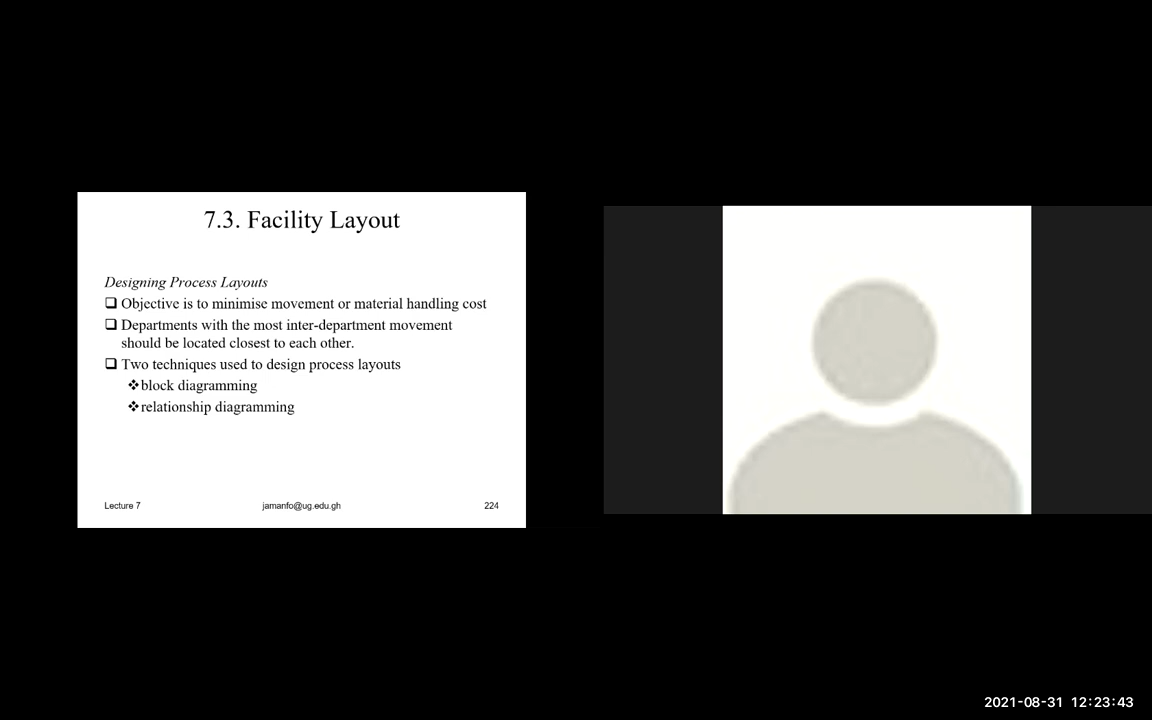 7.3. Facility Layout
Designing Process Layouts
❑ Objective is to minimise movement or material handling cost
❑ Departments with the most inter-department movement
should be located closest to each other.
❑ Two techniques used to design process layouts
❖block diagramming
❖relationship diagramming
Lecture 7 jamanfo@ug.edu.gh 224
2021-08-31 12:23:43